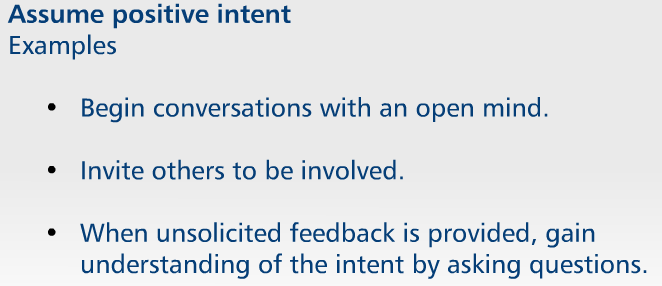 Assume positive intent
Examples
• Begin conversations with an open mind.
• Invite others to be involved.
• When unsolicited feedback is provided, gain
understanding of the intent by asking questions.